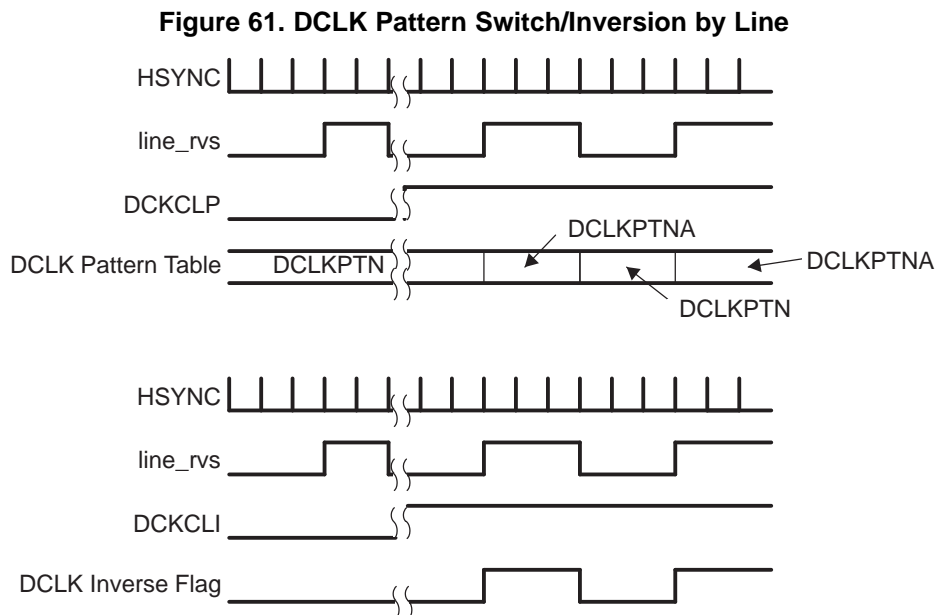 Figure 61. DCLK Pattern Switch/Inversion by Line
HSYNC
line_rvs
DCKCLP
DCLKPTNA
DCLK Pattern Table
DCLKPTN
DCLKPTNA
DCLKPTN
HSYNC
line_rvs
DCKCLI
DCLK Inverse Flag